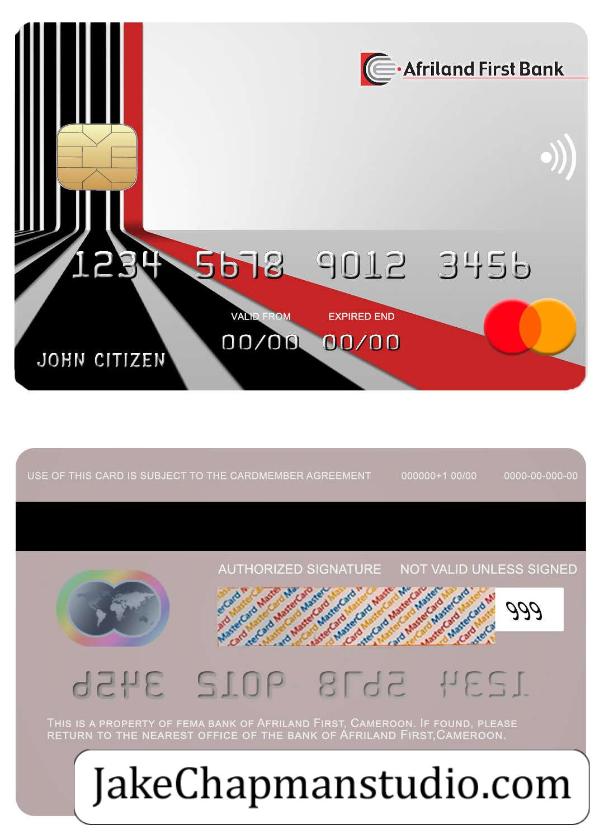 Afriland First Bank
1234 5678 9012 3456
VALID FROM EXPIRED END
00/00 00/00
JOHN CITIZEN
USE OF THIS CARD IS SUBJECT TO THE CARDMEMBER AGREEMENT 000000+1 00/00 0000-00-000-00
AUTHORIZED SIGNATURE NOT VALID UNLESS SIGNED
MasterCard MasterCard MasterCard
999
THIS IS A PROPERTY OF FEMA BANK OF AFRILAND FIRST, CAMEROON. IF FOUND, PLEASE
RETURN TO THE NEAREST OFFICE OF THE BANK OF AFRILAND FIRST,CAMEROON.
JakeChapmanstudio.com